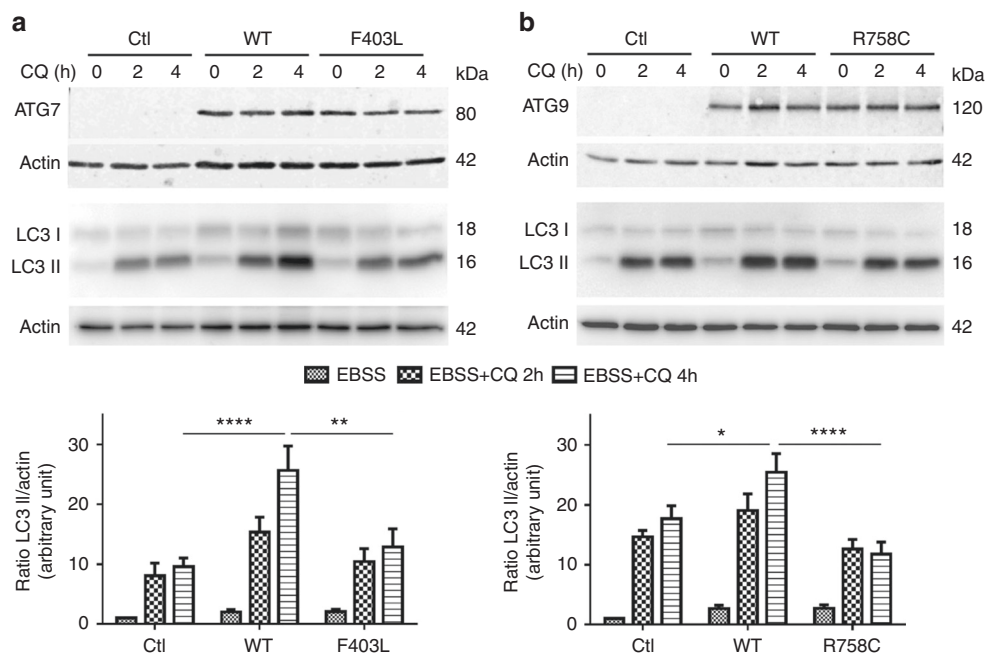 a
Ctl WT F403L
CQ (h) 0 2 4 0 2 4 0 2 4 kDa
ATG7 80
Actin 42
LC3 I 18
LC3 II 16
Actin 42
b
Ctl WT R758C
CQ (h) 0 2 4 0 2 4 0 2 4 kDa
ATG9 120
Actin 42
LC3 I 18
LC3 II 16
Actin 42
EBSS EBSS+CQ 2h EBSS+CQ 4h
Ratio LC3 II/actin
(arbitrary unit)
30
20
10
0
**** **
Ctl WT F403L
Ratio LC3 II/actin
(arbitrary unit)
30
20
10
0
* ****
Ctl WT R758C